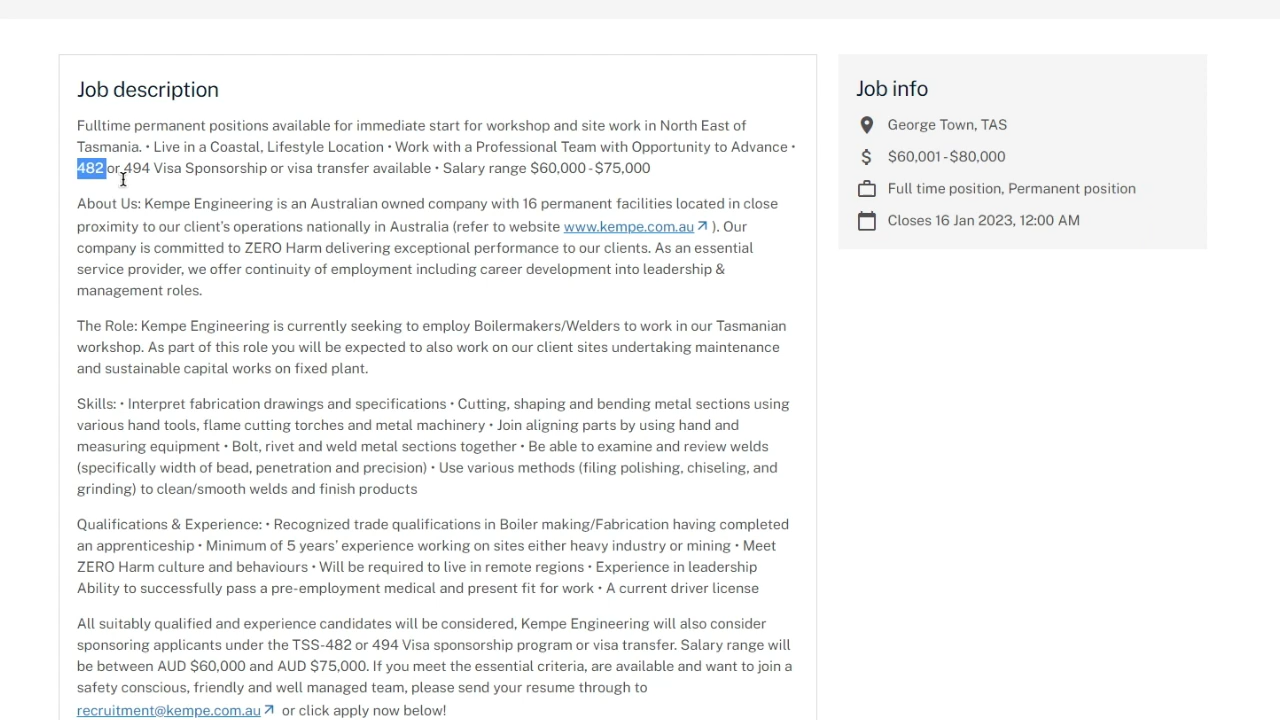 Job description
Fulltime permanent positions available for immediate start for workshop and site work in North East of
Tasmania. • Live in a Coastal, Lifestyle Location • Work with a Professional Team with Opportunity to Advance •
482 or 494 Visa Sponsorship or visa transfer available • Salary range $60,000 - $75,000
About Us: Kempe Engineering is an Australian owned company with 16 permanent facilities located in close
proximity to our client's operations nationally in Australia (refer to website www.kempe.com.au ). Our
company is committed to ZERO Harm delivering exceptional performance to our clients. As an essential
service provider, we offer continuity of employment including career development into leadership &
management roles.
The Role: Kempe Engineering is currently seeking to employ Boilermakers/Welders to work in our Tasmanian
workshop. As part of this role you will be expected to also work on our client sites undertaking maintenance
and sustainable capital works on fixed plant.
Skills: • Interpret fabrication drawings and specifications • Cutting, shaping and bending metal sections using
various hand tools, flame cutting torches and metal machinery • Join aligning parts by using hand and
measuring equipment • Bolt, rivet and weld metal sections together • Be able to examine and review welds
(specifically width of bead, penetration and precision) • Use various methods (filing polishing, chiseling, and
grinding) to clean/smooth welds and finish products
Qualifications & Experience: • Recognized trade qualifications in Boiler making/Fabrication having completed
an apprenticeship • Minimum of 5 years' experience working on sites either heavy industry or mining • Meet
ZERO Harm culture and behaviours • Will be required to live in remote regions • Experience in leadership
Ability to successfully pass a pre-employment medical and present fit for work • A current driver license
All suitably qualified and experience candidates will be considered, Kempe Engineering will also consider
sponsoring applicants under the TSS-482 or 494 Visa sponsorship program or visa transfer. Salary range will
be between AUD $60,000 and AUD $75,000. If you meet the essential criteria, are available and want to join a
safety conscious, friendly and well managed team, please send your resume through to
recruitment@kempe.com.au or click apply now below!
Job info
George Town, TAS
$60,001 - $80,000
Full time position, Permanent position
Closes 16 Jan 2023, 12:00 AM